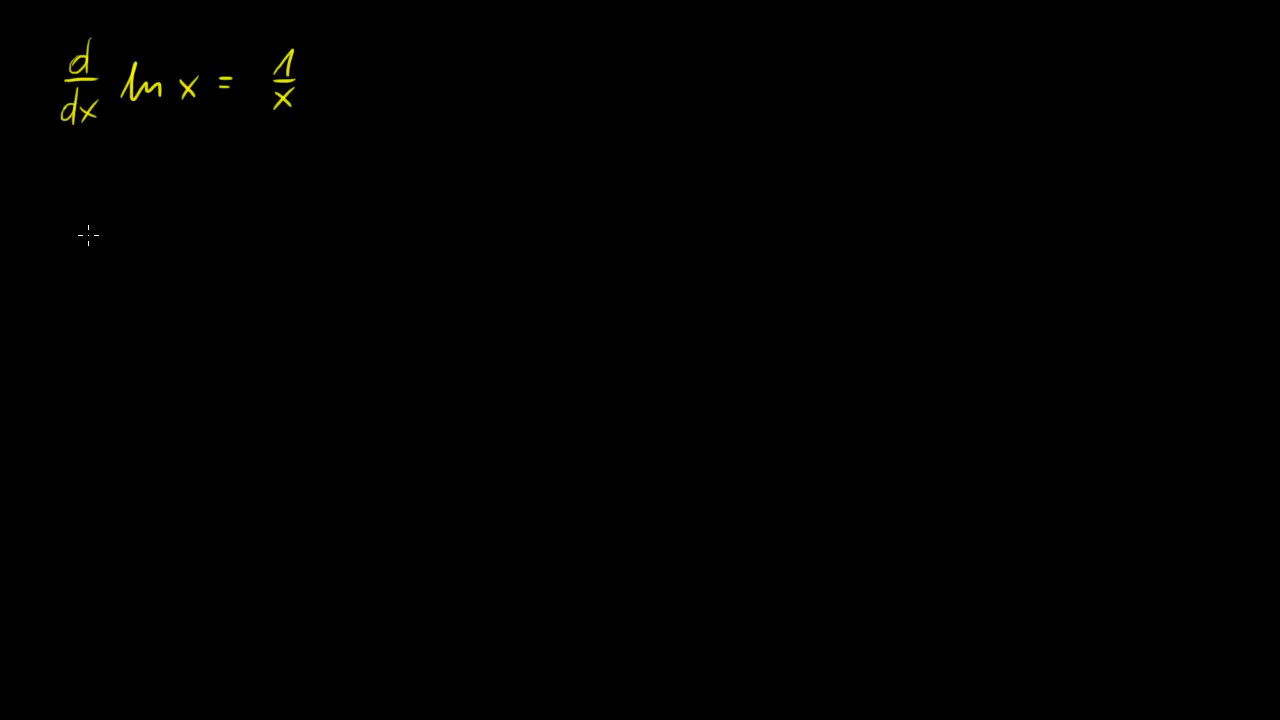 d/dx ln x = 1/x